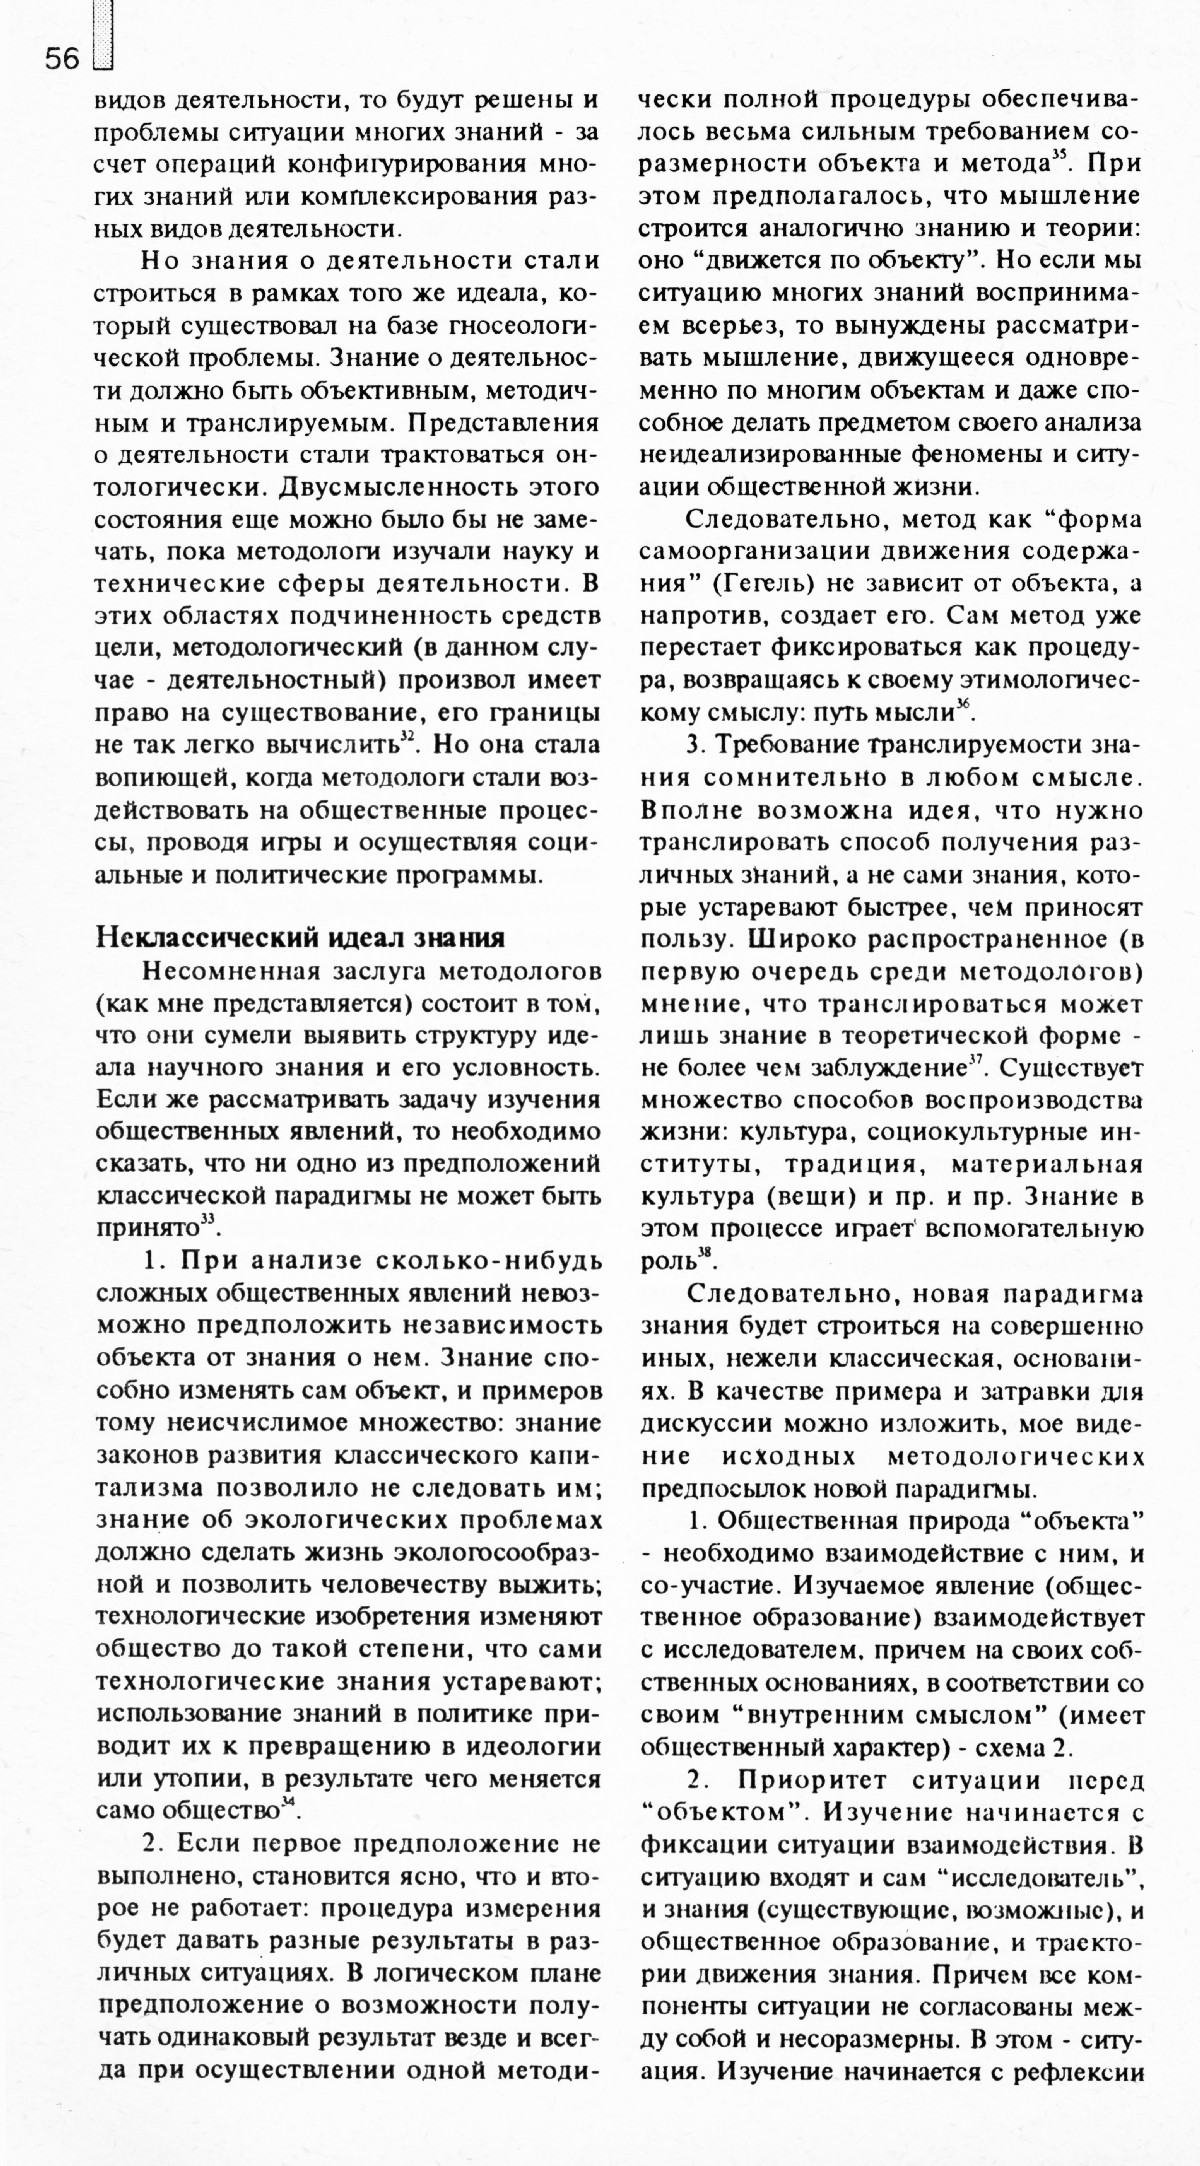 56
видов деятельности, то будут решены и
проблемы ситуации многих знаний - за
счет операций конфигурирования мно-
гих знаний или комплексирования раз-
ных видов деятельности.
Но знания о деятельности стали
строиться в рамках того же идеала, ко-
торый существовал на базе гносеологи-
ческой проблемы. Знание о деятельнос-
ти должно быть объективным, методич-
ным и транслируемым. Представления
о деятельности стали трактоваться он-
тологически. Двусмысленность этого
состояния еще можно было бы не заме-
чать, пока методологи изучали науку и
технические сферы деятельности. В
этих областях подчиненность средств
цели, методологический (в данном слу-
чае - деятельностный) произвол имеет
право на существование, его границы
не так легко вычислить³². Но она стала
вопиющей, когда методологи стали воз-
действовать на общественные процес-
сы, проводя игры и осуществляя соци-
альные и политические программы.
Неклассический идеал знания
Несомненная заслуга методологов
(как мне представляется) состоит в том,
что они сумели выявить структуру иде-
ала научного знания и его условность.
Если же рассматривать задачу изучения
общественных явлений, то необходимо
сказать, что ни одно из предположений
классической парадигмы не может быть
принято³³.
1. При анализе сколько-нибудь
сложных общественных явлений невоз-
можно предположить независимость
объекта от знания о нем. Знание спо-
собно изменять сам объект, и примеров
тому неисчислимое множество: знание
законов развития классического капи-
тализма позволило не следовать им;
знание об экологических проблемах
должно сделать жизнь экологосообраз-
ной и позволить человечеству выжить;
технологические изобретения изменяют
общество до такой степени, что сами
технологические знания устаревают;
использование знаний в политике при-
водит их к превращению в идеологии
или утопии, в результате чего меняется
само общество³⁴.
2. Если первое предположение не
выполнено, становится ясно, что и вто-
рое не работает: процедура измерения
будет давать разные результаты в раз-
личных ситуациях. В логическом плане
предположение о возможности полу-
чать одинаковый результат везде и всег-
да при осуществлении одной методи-
чески полной процедуры обеспечива-
лось весьма сильным требованием со-
размерности объекта и метода³⁵. При
этом предполагалось, что мышление
строится аналогично знанию и теории:
оно “движется по объекту”. Но если мы
ситуацию многих знаний воспринима-
ем всерьез, то вынуждены рассматри-
вать мышление, движущееся одновре-
менно по многим объектам и даже спо-
собное делать предметом своего анализа
неидеализированные феномены и ситу-
ации общественной жизни.
Следовательно, метод как “форма
самоорганизации движения содержа-
ния” (Гегель) не зависит от объекта, а
напротив, создает его. Сам метод уже
перестает фиксироваться как процеду-
ра, возвращаясь к своему этимологичес-
кому смыслу: путь мысли³⁶.
3. Требование транслируемости зна-
ния сомнительно в любом смысле.
Вполне возможна идея, что нужно
транслировать способ получения раз-
личных знаний, а не сами знания, кото-
рые устаревают быстрее, чем приносят
пользу. Широко распространенное (в
первую очередь среди методологов)
мнение, что транслироваться может
лишь знание в теоретической форме -
не более чем заблуждение³⁷. Существует
множество способов воспроизводства
жизни: культура, социокультурные ин-
ституты, традиция, материальная
культура (вещи) и пр. и пр. Знание в
этом процессе играет вспомогательную
роль³⁸.
Следовательно, новая парадигма
знания будет строиться на совершенно
иных, нежели классическая, основани-
ях. В качестве примера и затравки для
дискуссии можно изложить, мое виде-
ние исходных методологических
предпосылок новой парадигмы.
1. Общественная природа “объекта”
- необходимо взаимодействие с ним, и
со-участие. Изучаемое явление (общес-
твенное образование) взаимодействует
с исследователем, причем на своих соб-
ственных основаниях, в соответствии со
своим “внутренним смыслом” (имеет
общественный характер) - схема 2.
2. Приоритет ситуации перед
“объектом”. Изучение начинается с
фиксации ситуации взаимодействия. В
ситуацию входят и сам “исследователь”,
и знания (существующие, возможные), и
общественное образование, и траекто-
рии движения знания. Причем все ком-
поненты ситуации не согласованы меж-
ду собой и несоразмерны. В этом - ситу-
ация. Изучение начинается с рефлексии